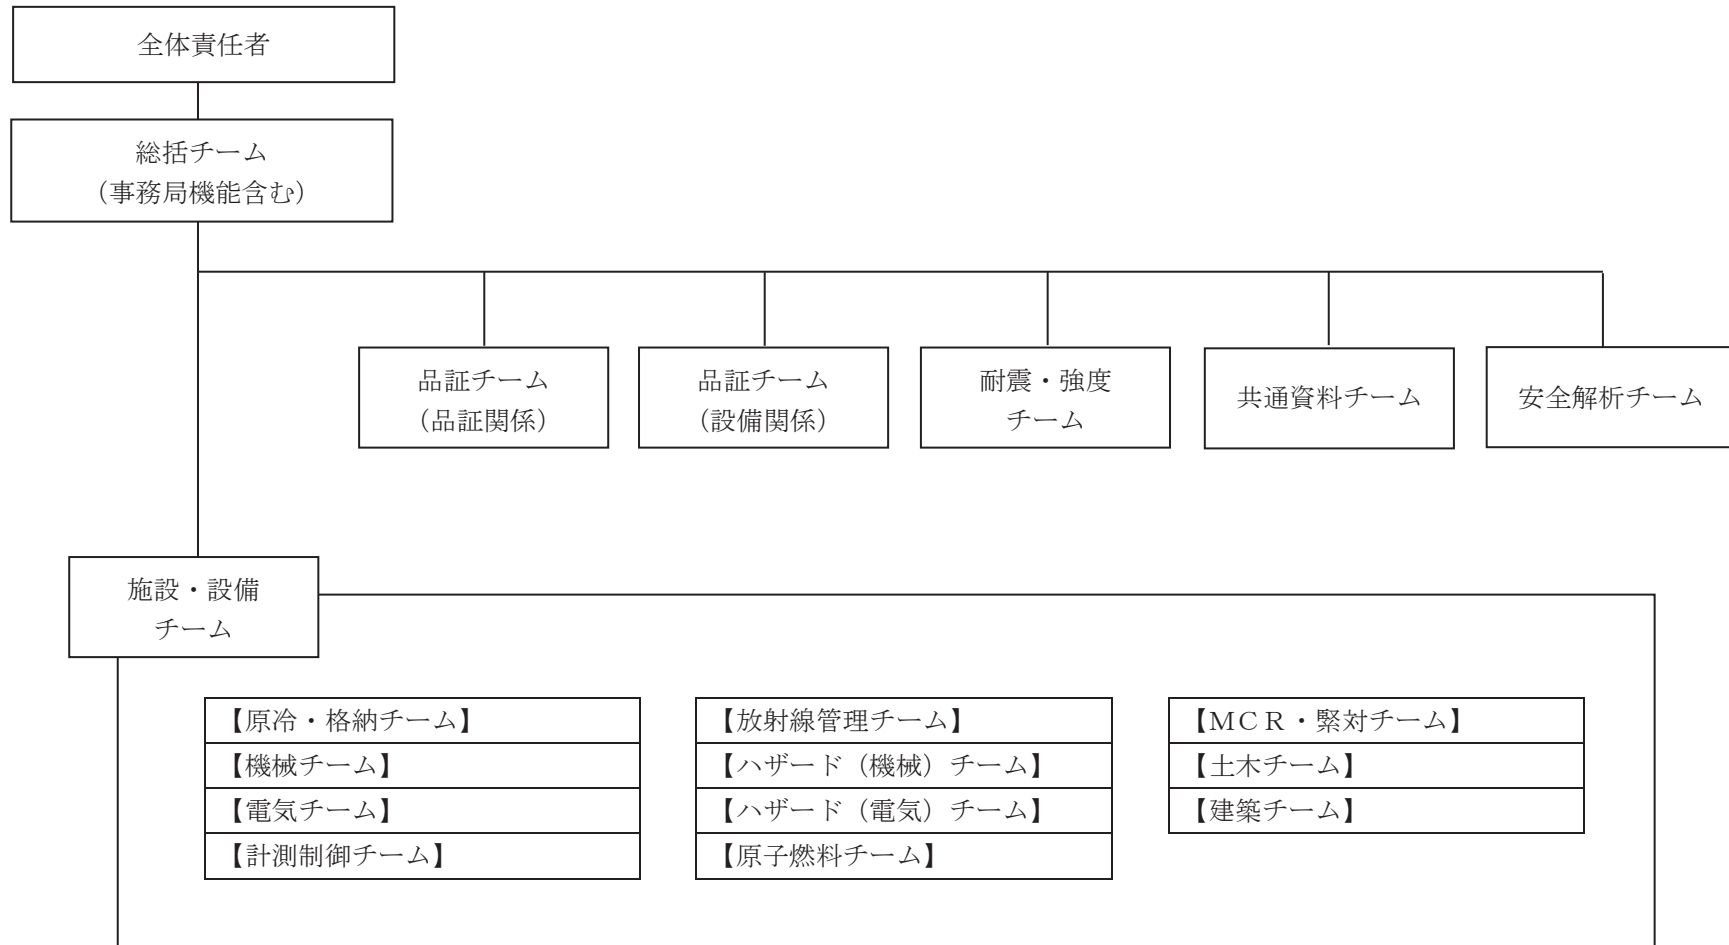 全体責任者
総括チーム
（事務局機能含む）
品証チーム
（品証関係）
品証チーム
（設備関係）
耐震・強度
チーム
共通資料チーム
安全解析チーム
施設・設備
チーム
【原冷・格納チーム】
【機械チーム】
【電気チーム】
【計測制御チーム】
【放射線管理チーム】
【ハザード（機械）チーム】
【ハザード（電気）チーム】
【原子燃料チーム】
【ＭＣＲ・緊対チーム】
【土木チーム】
【建築チーム】